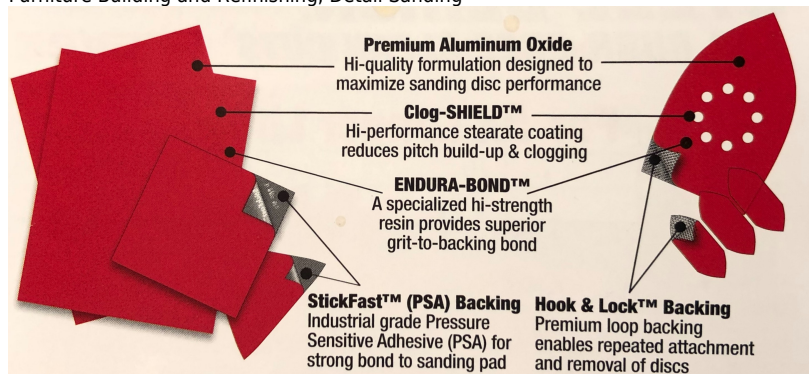 Furniture Building and Refinishing, Detail Sanding
Premium Aluminum Oxide
Hi-quality formulation designed to
maximize sanding disc performance
Clog-SHIELD™
Hi-performance stearate coating
reduces pitch build-up & clogging
ENDURA-BOND™
A specialized hi-strength
resin provides superior
grit-to-backing bond
StickFast™ (PSA) Backing
Industrial grade Pressure
Sensitive Adhesive (PSA) for
strong bond to sanding pad
Hook & Lock™ Backing
Premium loop backing
enables repeated attachment
and removal of discs